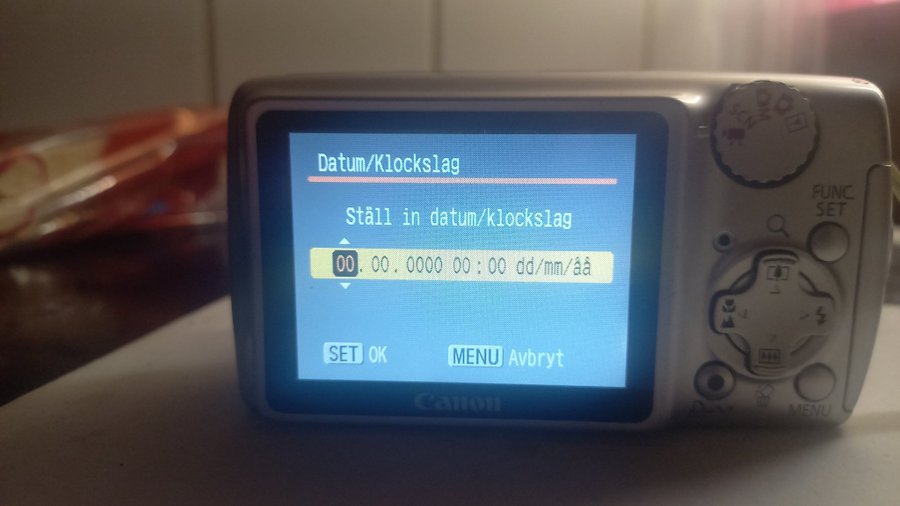 Datum/Klockslag
Ställ in datum/klockslag
00.00.0000 00:00 dd/mm/åå
SET OK
MENU Avbryt
Canon
SCN
M
FUNC.
SET
MENU